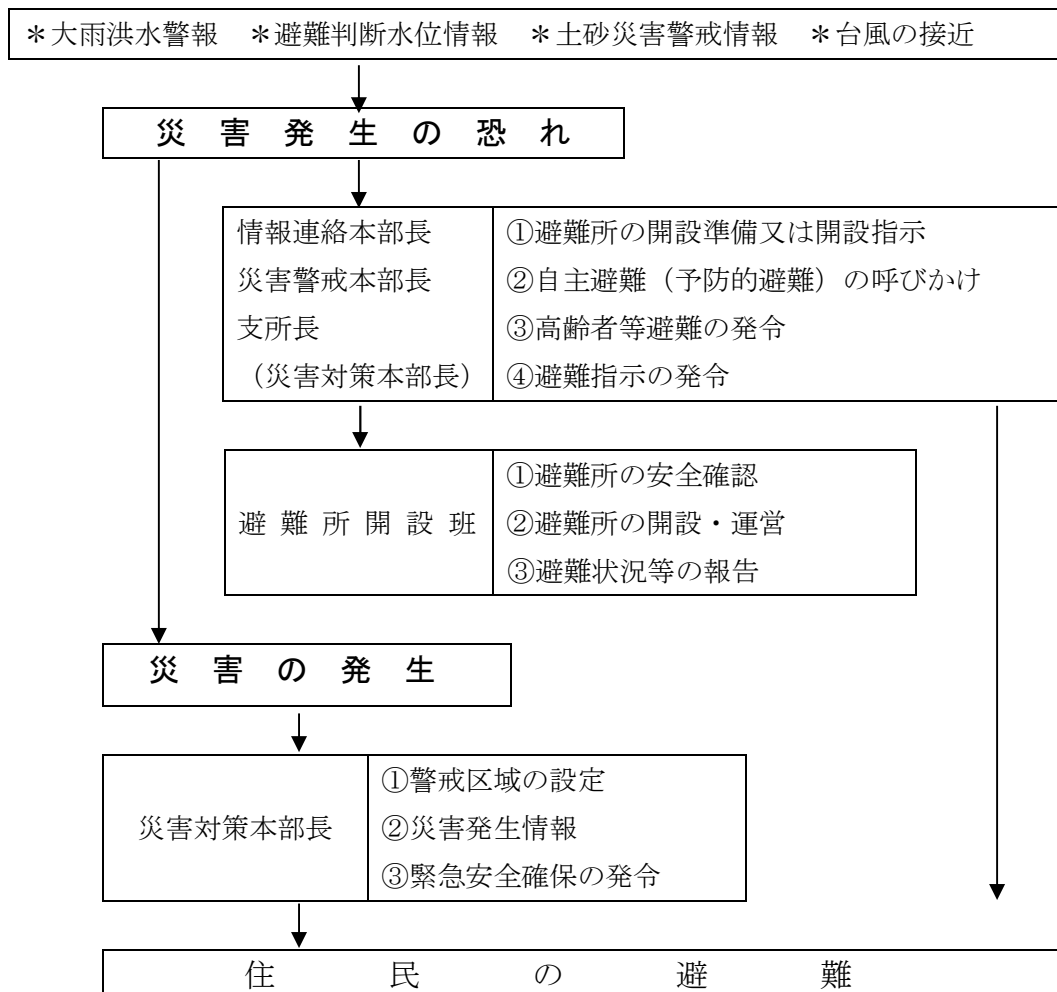 ＊大雨洪水警報　＊避難判断水位情報　＊土砂災害警戒情報　＊台風の接近
災　害　発　生　の　恐　れ
情報連絡本部長
災害警戒本部長
支所長
（災害対策本部長）
①避難所の開設準備又は開設指示
②自主避難（予防的避難）の呼びかけ
③高齢者等避難の発令
④避難指示の発令
避 難 所 開 設 班
①避難所の安全確認
②避難所の開設・運営
③避難状況等の報告
災　害　の　発　生
災害対策本部長
①警戒区域の設定
②災害発生情報
③緊急安全確保の発令
住　民　の　避　難